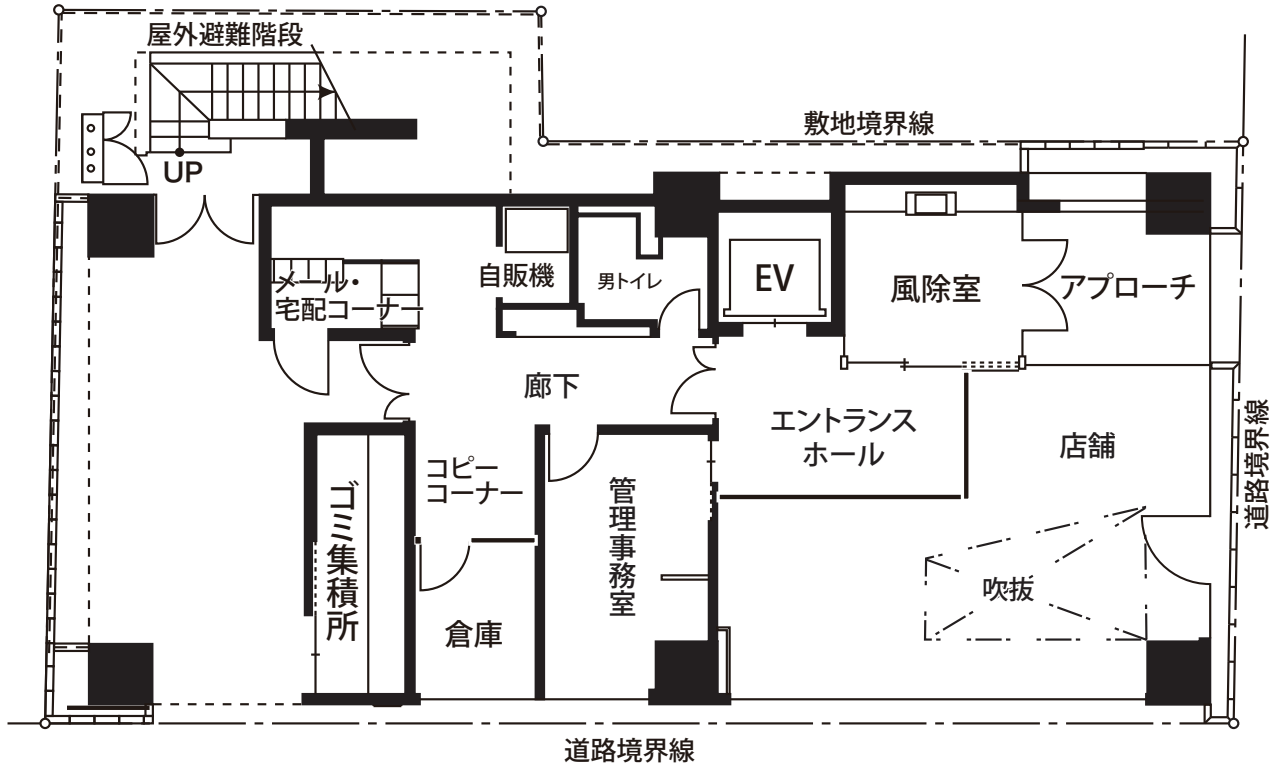 屋外避難階段
敷地境界線
UP
メール・
宅配コーナー
自販機
男トイレ
EV
風除室
アプローチ
廊下
エントランス
ホール
店舗
道路境界線
コピー
コーナー
ゴミ集積所
管理事務室
吹抜
倉庫
道路境界線